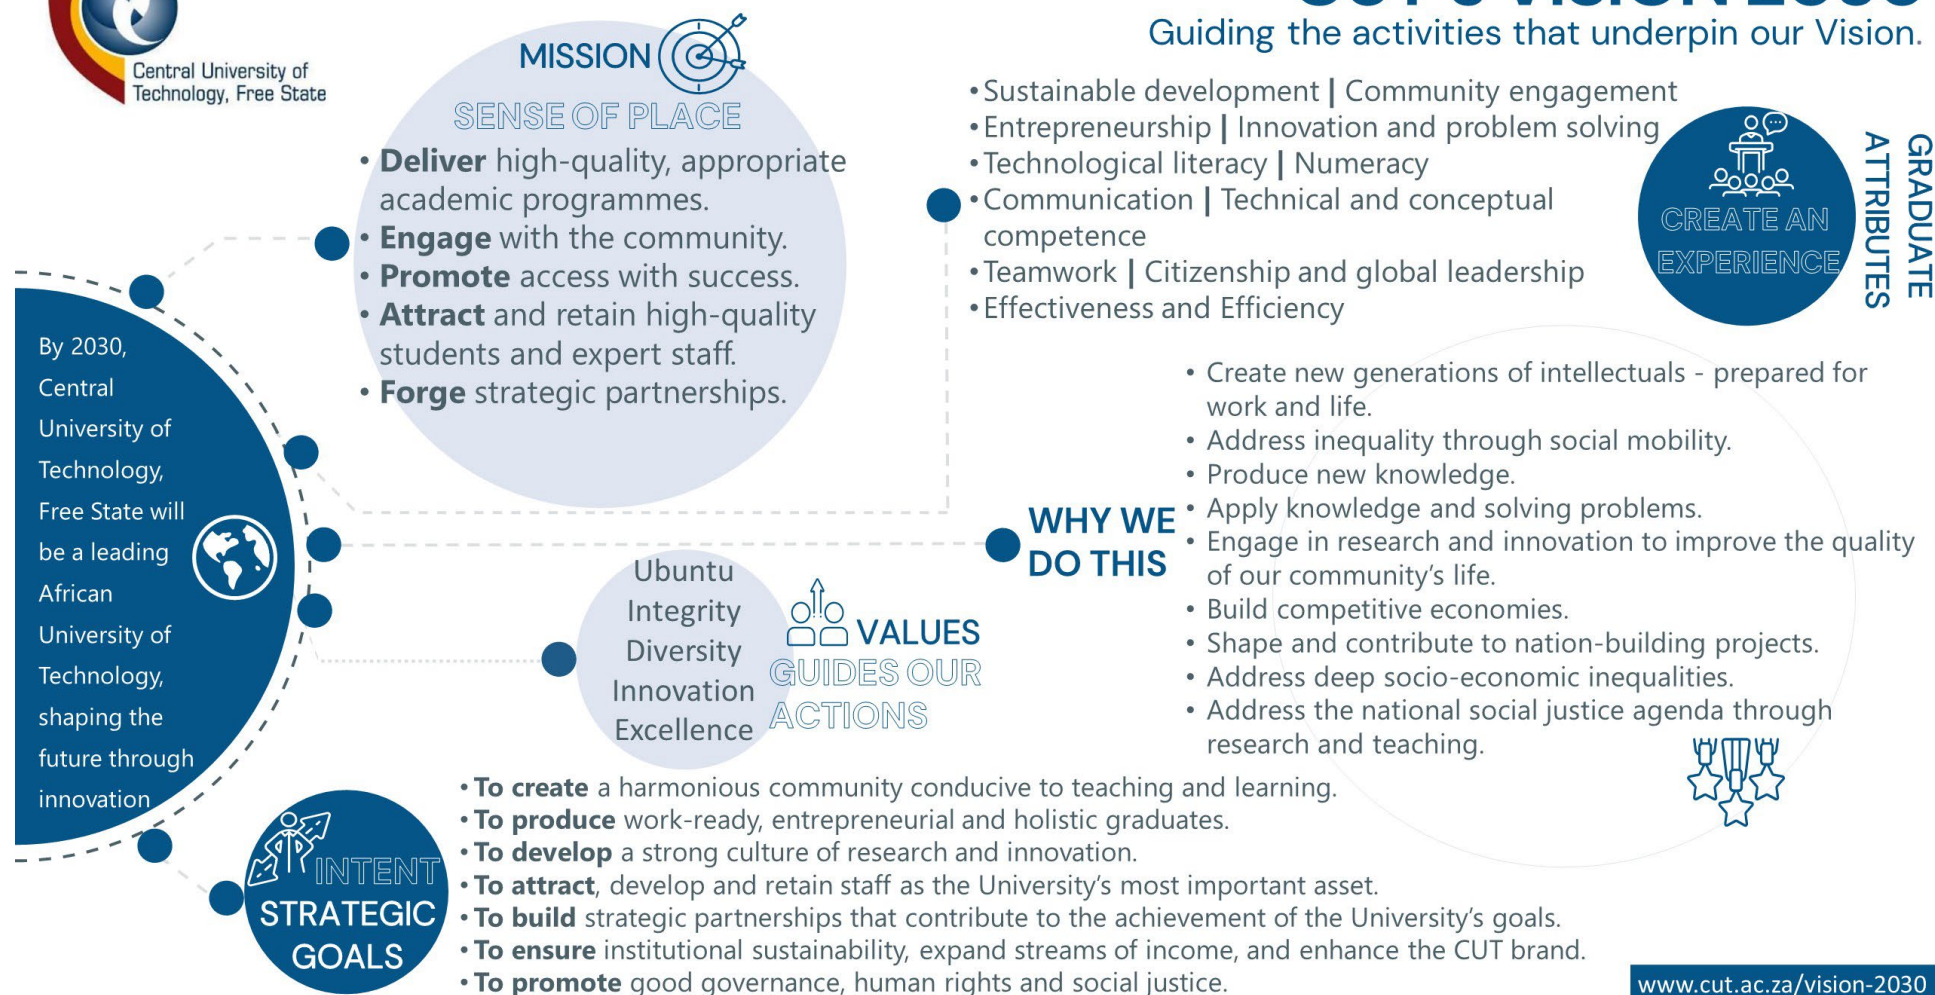 CUT'S VISION 2030
Guiding the activities that underpin our Vision.
Central University of
Technology, Free State
MISSION
SENSE OF PLACE
• Deliver high-quality, appropriate
academic programmes.
• Engage with the community.
• Promote access with success.
• Attract and retain high-quality
students and expert staff.
• Forge strategic partnerships.
• Sustainable development | Community engagement
• Entrepreneurship | Innovation and problem solving
• Technological literacy | Numeracy
• Communication | Technical and conceptual
competence
• Teamwork | Citizenship and global leadership
• Effectiveness and Efficiency
CREATE AN
EXPERIENCE
GRADUATE
ATTRIBUTES
By 2030,
Central
University of
Technology,
Free State will
be a leading
African
University of
Technology,
shaping the
future through
innovation
WHY WE
DO THIS
• Create new generations of intellectuals - prepared for
work and life.
• Address inequality through social mobility.
• Produce new knowledge.
• Apply knowledge and solving problems.
• Engage in research and innovation to improve the quality
of our community's life.
• Build competitive economies.
• Shape and contribute to nation-building projects.
• Address deep socio-economic inequalities.
• Address the national social justice agenda through
research and teaching.
Ubuntu
Integrity
Diversity
Innovation
Excellence
VALUES
GUIDES OUR
ACTIONS
INTENT
STRATEGIC
GOALS
• To create a harmonious community conducive to teaching and learning.
• To produce work-ready, entrepreneurial and holistic graduates.
• To develop a strong culture of research and innovation.
• To attract, develop and retain staff as the University's most important asset.
• To build strategic partnerships that contribute to the achievement of the University's goals.
• To ensure institutional sustainability, expand streams of income, and enhance the CUT brand.
• To promote good governance, human rights and social justice.
www.cut.ac.za/vision-2030